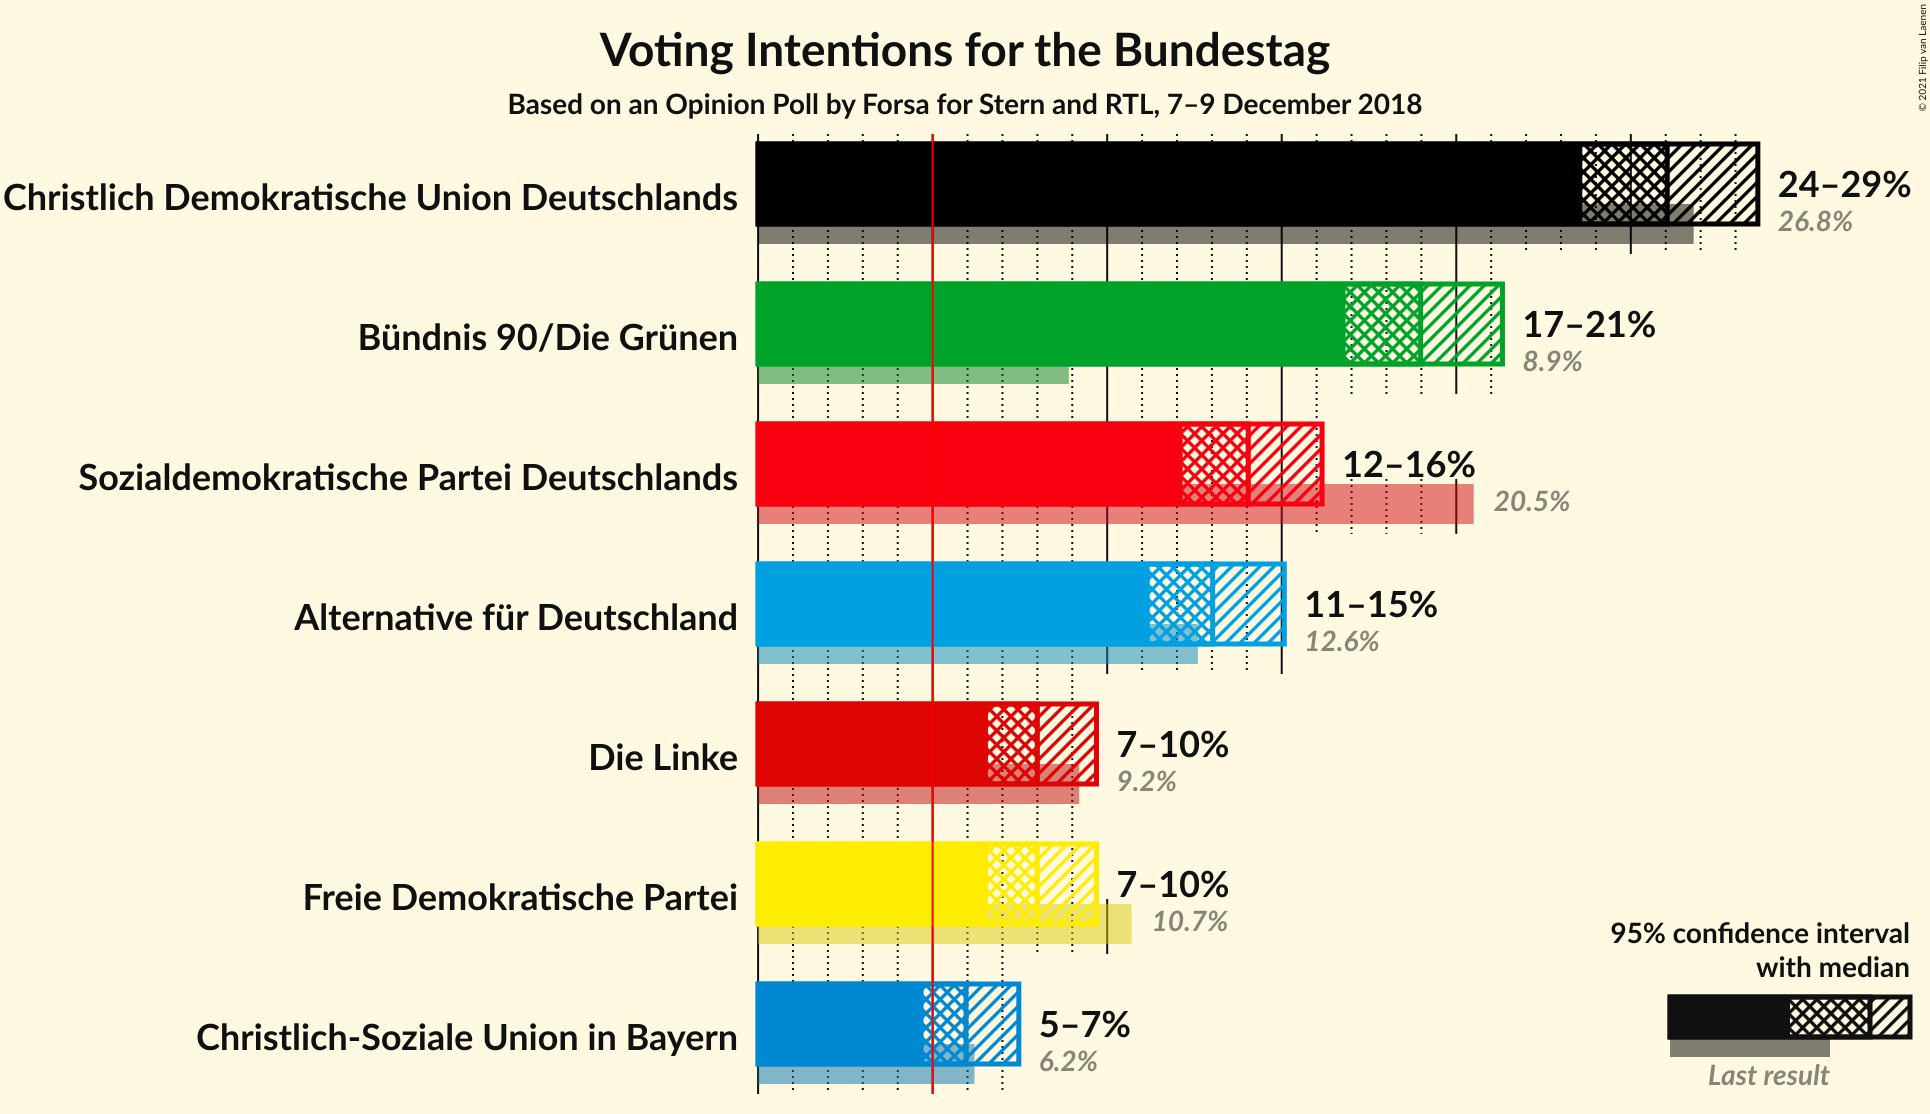 © 2021 Filip van Laenen
Voting Intentions for the Bundestag
Based on an Opinion Poll by Forsa for Stern and RTL, 7–9 December 2018
Christlich Demokratische Union Deutschlands
24–29%
26.8%
Bündnis 90/Die Grünen
17–21%
8.9%
Sozialdemokratische Partei Deutschlands
12–16%
20.5%
Alternative für Deutschland
11–15%
12.6%
Die Linke
7–10%
9.2%
Freie Demokratische Partei
7–10%
10.7%
Christlich-Soziale Union in Bayern
5–7%
6.2%
95% confidence interval
with median
Last result